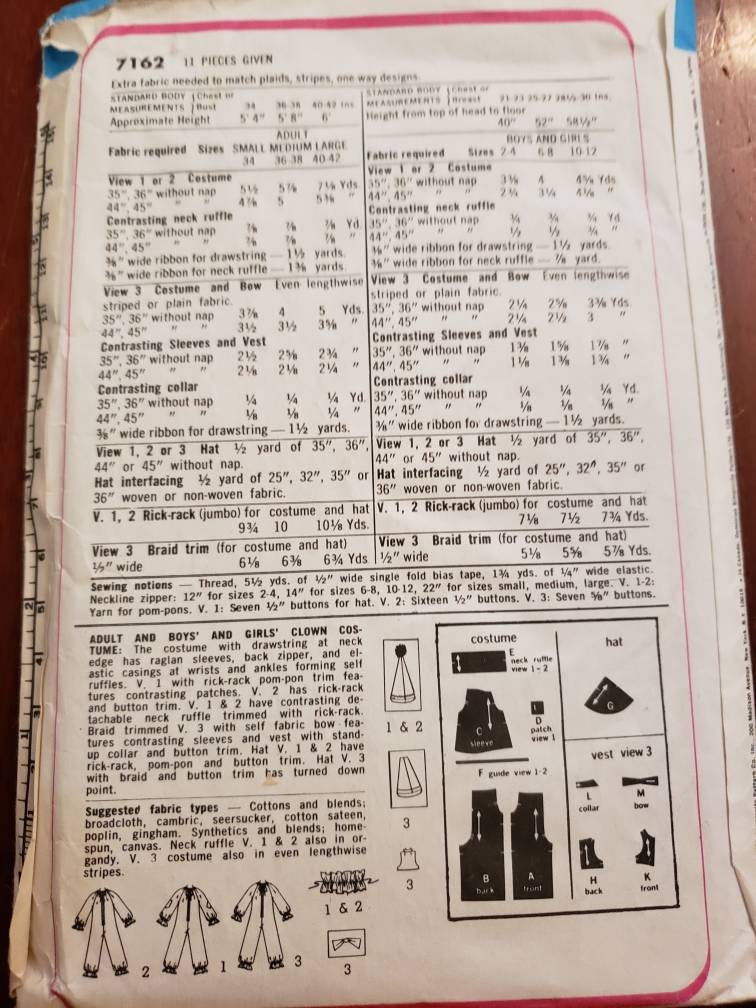 7162 11 PIECES GIVEN
Extra fabric needed to match plaids, stripes, one way designs.
STANDARD BODY MEASUREMENTS { Chest or Bust 34 36-38 40-42 Ins.
Approximate Height 5' 4" 5' 8" 6'
ADULT
Fabric required Sizes SMALL MEDIUM LARGE
34 36-38 40-42
View 1 or 2 Costume
35", 36" without nap 5½ 5⅞ 7⅛ Yds.
44", 45" " " 4⅞ 5 5⅜ "
Contrasting neck ruffle
35", 36" without nap ⅞ ⅞ ⅞ Yd.
44", 45" " " ⅞ ⅞ ⅞ "
⅜" wide ribbon for drawstring — 1½ yards.
⅜" wide ribbon for neck ruffle — 1⅜ yards.
View 3 Costume and Bow Even lengthwise
striped or plain fabric.
35", 36" without nap 3⅞ 4 5 Yds.
44", 45" " " 3½ 3½ 3⅝ "
Contrasting Sleeves and Vest
35", 36" without nap 2½ 2⅝ 2¾ "
44", 45" " " 2⅛ 2⅛ 2¼ "
Contrasting collar
35", 36" without nap ¼ ¼ ¼ Yd.
44", 45" " " ⅛ ⅛ ¼ "
⅜" wide ribbon for drawstring — 1½ yards.
View 1, 2 or 3 Hat ½ yard of 35", 36",
44" or 45" without nap.
Hat interfacing ½ yard of 25", 32", 35" or
36" woven or non-woven fabric.
V. 1, 2 Rick-rack (jumbo) for costume and hat
9¾ 10 10⅛ Yds.
View 3 Braid trim (for costume and hat)
½" wide 6⅛ 6⅜ 6¾ Yds
STANDARD BODY MEASUREMENTS { Chest or Breast 21-23 25-27 28½-30 Ins.
Height from top of head to floor
40" 52" 58½"
BOYS AND GIRLS
Fabric required Sizes 2-4 6-8 10-12
View 1 or 2 Costume
35", 36" without nap 3⅜ 4 4⅝ Yds
44", 45" " " 2¾ 3¼ 4⅛ "
Contrasting neck ruffle
35", 36" without nap ¾ ¾ ¾ Yd.
44", 45" " " ½ ½ ¾ "
⅜" wide ribbon for drawstring — 1½ yards.
⅜" wide ribbon for neck ruffle — ⅞ yard.
View 3 Costume and Bow Even lengthwise
striped or plain fabric.
35", 36" without nap 2¼ 2⅝ 3⅜ Yds.
44", 45" " " 2¼ 2½ 3 "
Contrasting Sleeves and Vest
35", 36" without nap 1⅜ 1⅝ 1⅞ "
44", 45" " " 1⅛ 1⅜ 1¾ "
Contrasting collar
35", 36" without nap ¼ ¼ ¼ Yd.
44", 45" " " ⅛ ⅛ ⅛ "
⅜" wide ribbon for drawstring — 1½ yards.
View 1, 2 or 3 Hat ½ yard of 35", 36",
44" or 45" without nap.
Hat interfacing ½ yard of 25", 32", 35" or
36" woven or non-woven fabric.
V. 1, 2 Rick-rack (jumbo) for costume and hat
7⅛ 7½ 7¾ Yds.
View 3 Braid trim (for costume and hat)
½" wide 5⅛ 5⅝ 5⅞ Yds.
Sewing notions — Thread, 5½ yds. of ½" wide single fold bias tape, 1¾ yds. of ¼" wide elastic.
Neckline zipper: 12" for sizes 2-4, 14" for sizes 6-8, 10-12, 22" for sizes small, medium, large. V. 1-2:
Yarn for pom-pons. V. 1: Seven ½" buttons for hat. V. 2: Sixteen ½" buttons. V. 3: Seven ⅝" buttons.
ADULT AND BOYS' AND GIRLS' CLOWN COS-
TUME: The costume with drawstring at neck
edge has raglan sleeves, back zipper, and el-
astic casings at wrists and ankles forming self
ruffles. V. 1 with rick-rack pom-pon trim fea-
tures contrasting patches. V. 2 has rick-rack
and button trim. V. 1 & 2 have contrasting de-
tachable neck ruffle trimmed with rick-rack.
Braid trimmed V. 3 with self fabric bow fea-
tures contrasting sleeves and vest with stand-
up collar and button trim. Hat V. 1 & 2 have
rick-rack, pom-pon and button trim. Hat V. 3
with braid and button trim has turned down
point.
Suggested fabric types — Cottons and blends;
broadcloth, cambric, seersucker, cotton sateen,
poplin, gingham. Synthetics and blends; home-
spun, canvas. Neck ruffle V. 1 & 2 also in or-
gandy. V. 3 costume also in even lengthwise
stripes.
2
1
3
1 & 2
3
1 & 2
3
3
costume
E
neck ruffle
view 1-2
C
sleeve
D
patch
view 1
F guide view 1-2
B
back
A
front
hat
G
vest view 3
L
collar
M
bow
H
back
K
front